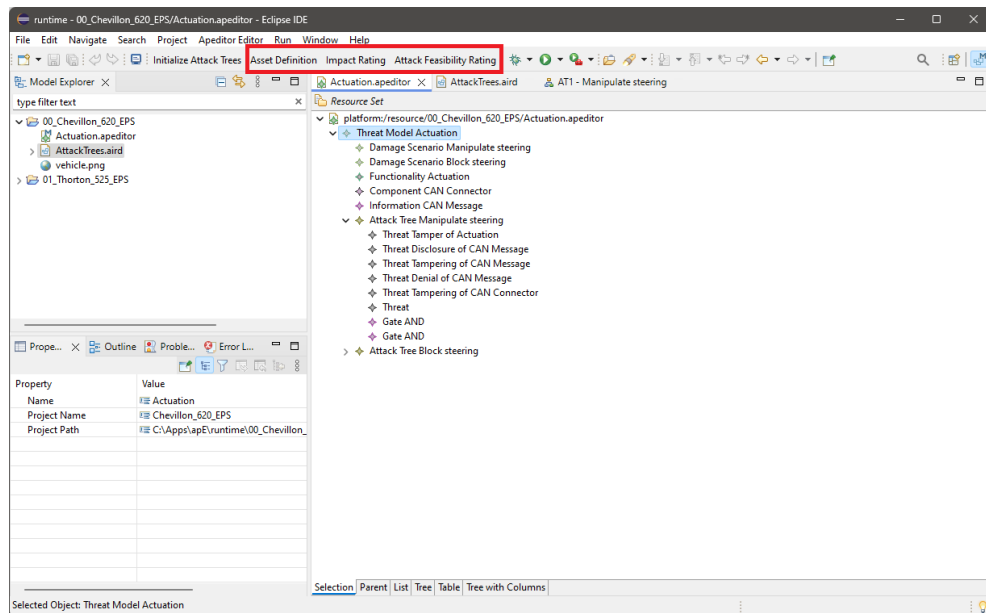 runtime - 00_Chevillon_620_EPS/Actuation.apeditor - Eclipse IDE
File Edit Navigate Search Project Apeditor Editor Run Window Help
Initialize Attack Trees Asset Definition Impact Rating Attack Feasibility Rating
Model Explorer
type filter text
00_Chevillon_620_EPS
Actuation.apeditor
AttackTrees.aird
vehicle.png
01_Thorton_525_EPS
Actuation.apeditor AttackTrees.aird AT1 - Manipulate steering
Resource Set
platform:/resource/00_Chevillon_620_EPS/Actuation.apeditor
Threat Model Actuation
Damage Scenario Manipulate steering
Damage Scenario Block steering
Functionality Actuation
Component CAN Connector
Information CAN Message
Attack Tree Manipulate steering
Threat Tamper of Actuation
Threat Disclosure of CAN Message
Threat Tampering of CAN Message
Threat Denial of CAN Message
Threat Tampering of CAN Connector
Threat
Gate AND
Gate AND
Attack Tree Block steering
Prope... Outline Proble... Error L...
Property Value
Name Actuation
Project Name Chevillon_620_EPS
Project Path C:\Apps\apE\runtime\00_Chevillon_
Selection Parent List Tree Table Tree with Columns
Selected Object: Threat Model Actuation